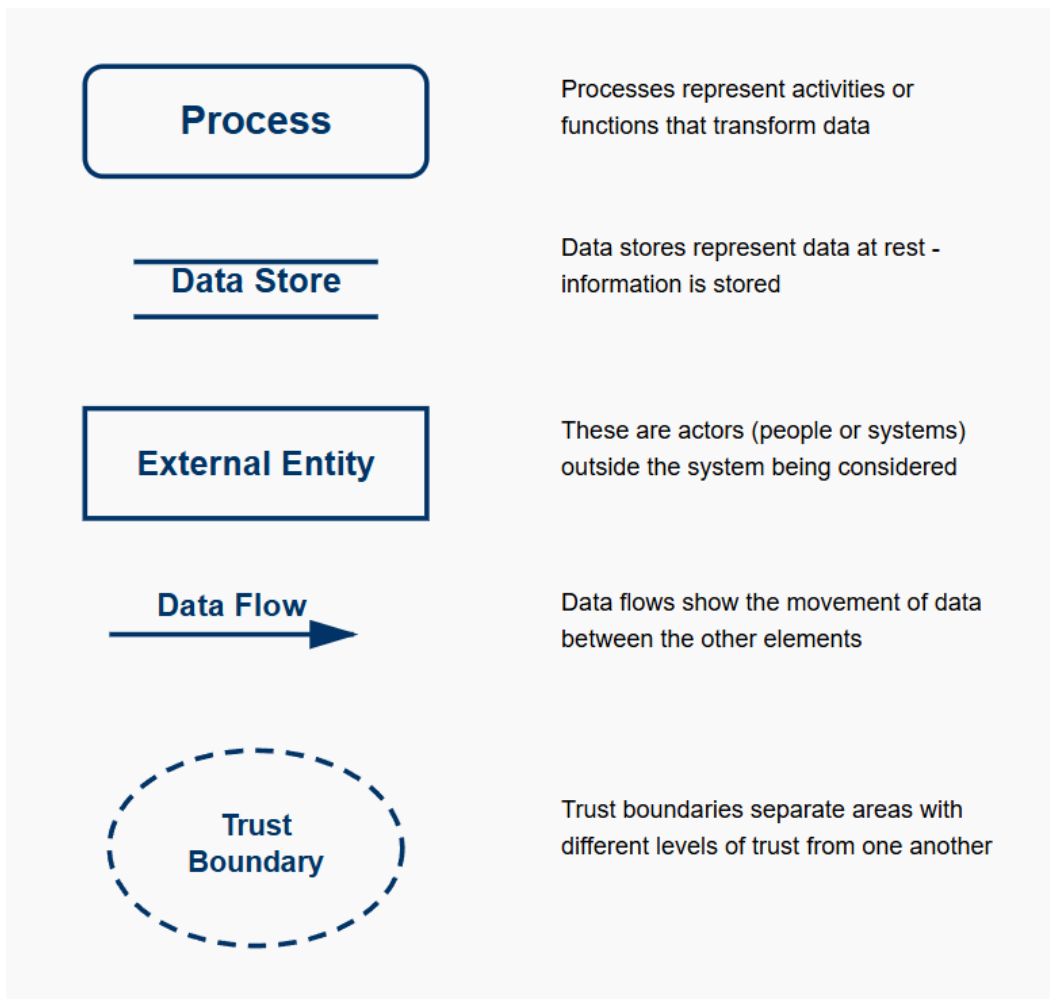 Process
Processes represent activities or
functions that transform data
Data Store
Data stores represent data at rest -
information is stored
External Entity
These are actors (people or systems)
outside the system being considered
Data Flow
Data flows show the movement of data
between the other elements
Trust
Boundary
Trust boundaries separate areas with
different levels of trust from one another